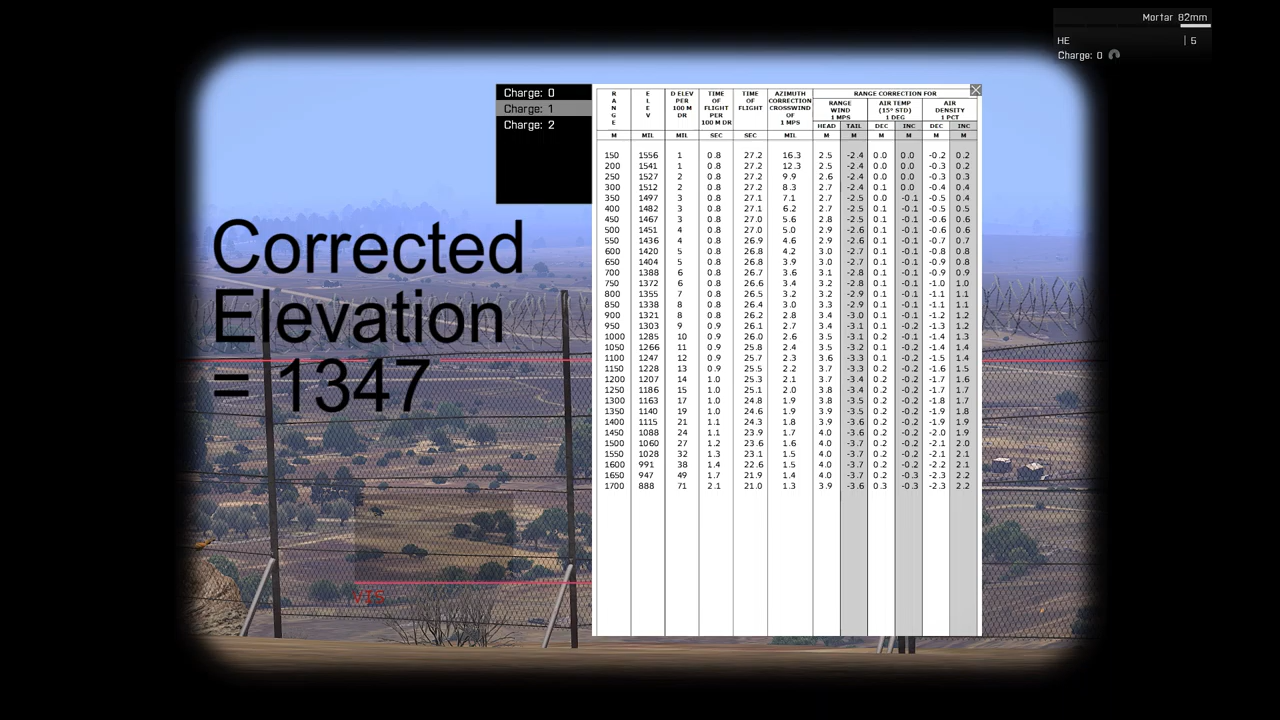 Mortar 82mm
HE | 5
Charge: 0
Charge: 0
Charge: 1
Charge: 2
RANGE ELEV D ELEV PER 100 M DR TIME OF FLIGHT PER 100 M DR TIME OF FLIGHT AZIMUTH CORRECTION CROSSWIND OF 1 MPS RANGE CORRECTION FOR
RANGE WIND 1 MPS AIR TEMP (15° STD) 1 DEG AIR DENSITY 1 PCT
HEAD TAIL DEC INC DEC INC
M MIL M SEC SEC MIL M M M M M M
150 1556 1 0.8 27.2 16.3 2.5 -2.4 0.0 0.0 -0.2 0.2
200 1541 1 0.8 27.2 12.3 2.5 -2.4 0.0 0.0 -0.3 0.2
250 1527 2 0.8 27.2 9.9 2.6 -2.4 0.0 0.0 -0.3 0.3
300 1512 2 0.8 27.2 8.3 2.7 -2.4 0.1 0.0 -0.4 0.4
350 1497 3 0.8 27.1 7.1 2.7 -2.5 0.0 -0.1 -0.5 0.4
400 1482 3 0.8 27.1 6.2 2.7 -2.5 0.1 -0.1 -0.5 0.5
450 1467 3 0.8 27.0 5.6 2.8 -2.5 0.1 -0.1 -0.6 0.6
500 1451 4 0.8 27.0 5.0 2.9 -2.6 0.1 -0.1 -0.6 0.6
550 1436 4 0.8 26.9 4.6 2.9 -2.6 0.1 -0.1 -0.7 0.7
600 1420 5 0.8 26.8 4.2 3.0 -2.7 0.1 -0.1 -0.8 0.8
650 1404 5 0.8 26.8 3.9 3.0 -2.7 0.1 -0.1 -0.9 0.8
700 1388 6 0.8 26.7 3.6 3.1 -2.8 0.1 -0.1 -0.9 0.9
750 1372 6 0.8 26.6 3.4 3.2 -2.8 0.1 -0.1 -1.0 1.0
800 1355 7 0.8 26.5 3.2 3.2 -2.9 0.1 -0.1 -1.1 1.1
850 1338 8 0.8 26.4 3.0 3.3 -2.9 0.1 -0.1 -1.1 1.1
900 1321 8 0.8 26.2 2.8 3.4 -3.0 0.1 -0.1 -1.2 1.2
950 1303 9 0.9 26.1 2.7 3.4 -3.1 0.1 -0.2 -1.3 1.2
1000 1285 10 0.9 26.0 2.6 3.5 -3.1 0.1 -0.2 -1.4 1.3
1050 1266 11 0.9 25.8 2.4 3.5 -3.2 0.1 -0.2 -1.4 1.4
1100 1247 12 0.9 25.7 2.3 3.6 -3.3 0.1 -0.2 -1.5 1.4
1150 1228 13 0.9 25.5 2.2 3.7 -3.3 0.2 -0.2 -1.6 1.5
1200 1207 14 1.0 25.3 2.1 3.7 -3.4 0.2 -0.2 -1.7 1.6
1250 1186 15 1.0 25.1 2.0 3.8 -3.4 0.2 -0.2 -1.7 1.7
1300 1163 17 1.0 24.8 1.9 3.8 -3.5 0.2 -0.2 -1.8 1.7
1350 1140 19 1.0 24.6 1.9 3.9 -3.5 0.2 -0.2 -1.9 1.8
1400 1115 21 1.1 24.3 1.8 3.9 -3.6 0.2 -0.2 -1.9 1.9
1450 1088 24 1.1 23.9 1.7 4.0 -3.6 0.2 -0.2 -2.0 1.9
1500 1060 27 1.2 23.6 1.6 4.0 -3.7 0.2 -0.2 -2.1 2.0
1550 1028 32 1.2 23.1 1.5 4.0 -3.7 0.2 -0.2 -2.1 2.1
1600 991 38 1.4 22.6 1.5 4.0 -3.7 0.2 -0.2 -2.2 2.1
1650 947 49 1.7 21.9 1.4 4.0 -3.7 0.2 -0.3 -2.3 2.2
1700 888 71 2.1 21.0 1.3 3.9 -3.6 0.3 -0.3 -2.3 2.2
Corrected
Elevation
= 1347
VTS